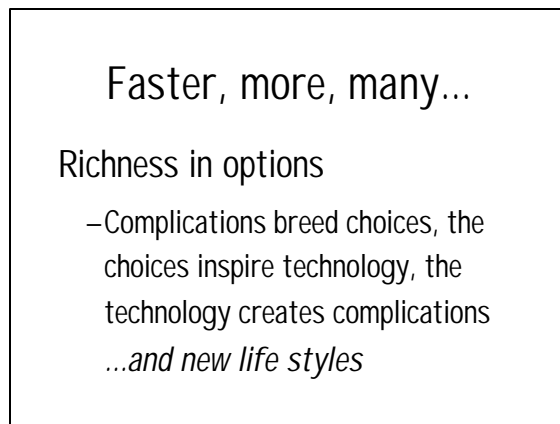 Faster, more, many...
Richness in options
–Complications breed choices, the
choices inspire technology, the
technology creates complications
...and new life styles